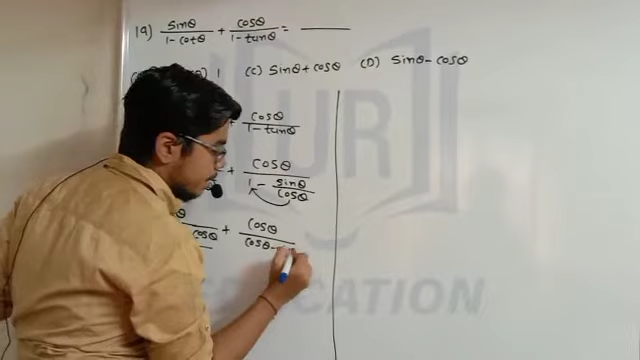 19) sinθ / 1 - cotθ + cosθ / 1 - tanθ = ______
1 (C) sinθ + cosθ (D) sinθ - cosθ
+ cosθ / 1 - tanθ
+ cosθ / 1 - sinθ / cosθ
cosθ + cosθ / cosθ -
UR
EDUCATION